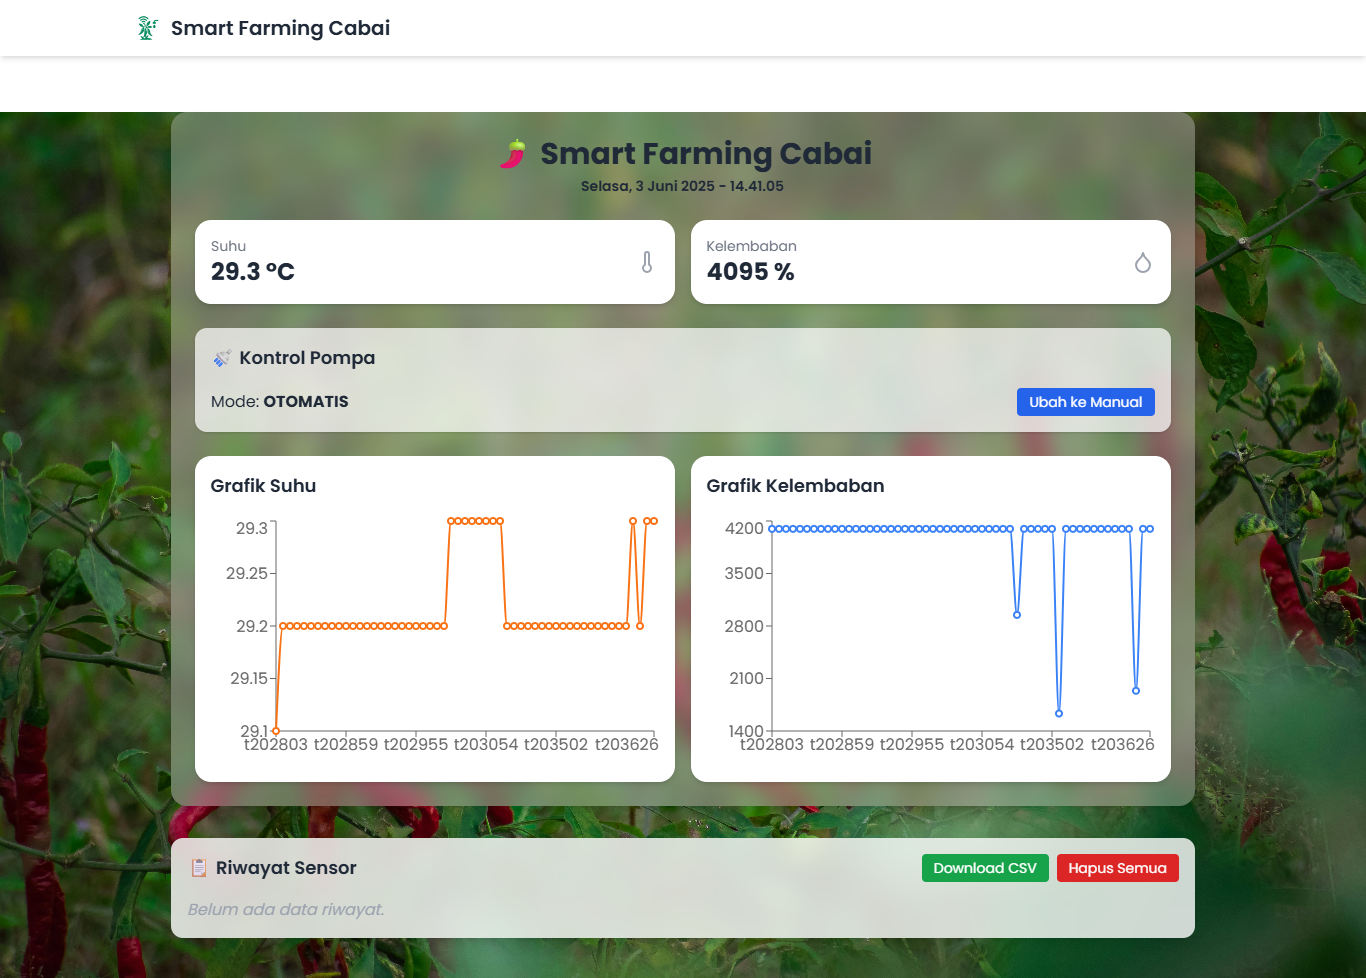 Smart Farming Cabai
Smart Farming Cabai
Selasa, 3 Juni 2025 - 14.41.05
Suhu
29.3 °C
Kelembaban
4095 %
Kontrol Pompa
Mode: OTOMATIS
Ubah ke Manual
Grafik Suhu
29.3
29.25
29.2
29.15
29.1
t202803 t202859 t202955 t203054 t203502 t203626
Grafik Kelembaban
4200
3500
2800
2100
1400
t202803 t202859 t202955 t203054 t203502 t203626
Riwayat Sensor
Download CSV
Hapus Semua
Belum ada data riwayat.